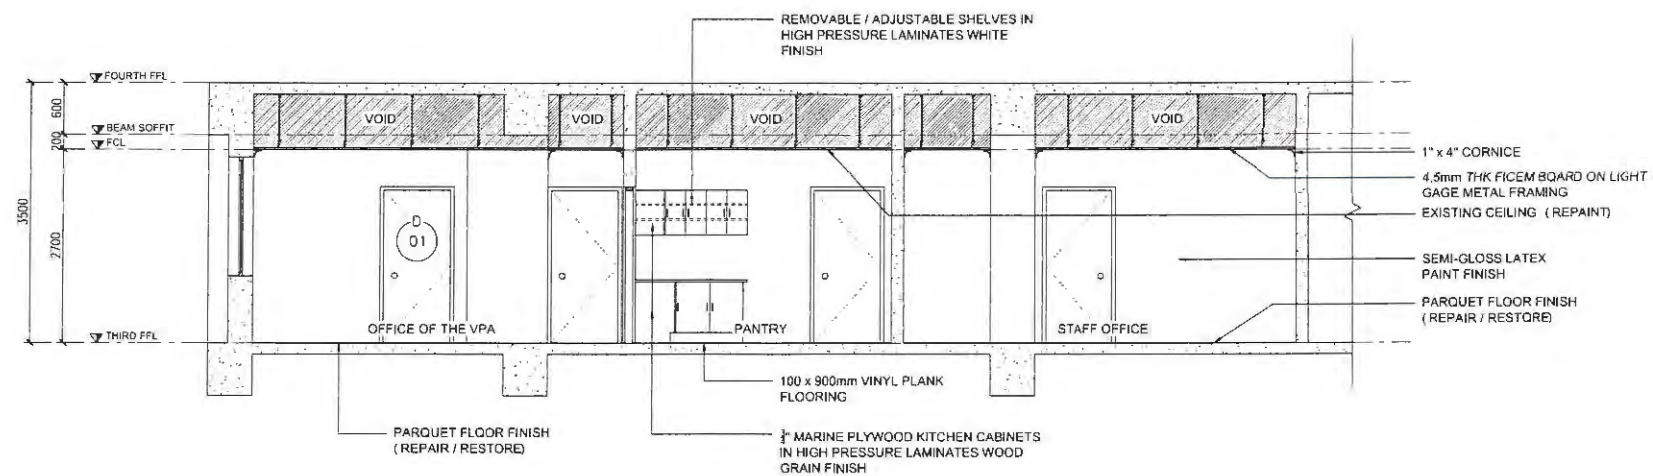 REMOVABLE / ADJUSTABLE SHELVES IN
HIGH PRESSURE LAMINATES WHITE
FINISH
FOURTH FFL
600
VOID
VOID
VOID
VOID
BEAM SOFFIT
200
FCL
1" x 4" CORNICE
4.5mm THK FICEM BOARD ON LIGHT
GAGE METAL FRAMING
EXISTING CEILING ( REPAINT)
3500
2700
D
01
SEMI-GLOSS LATEX
PAINT FINISH
PARQUET FLOOR FINISH
( REPAIR / RESTORE)
OFFICE OF THE VPA
PANTRY
STAFF OFFICE
THIRD FFL
100 x 900mm VINYL PLANK
FLOORING
PARQUET FLOOR FINISH
( REPAIR / RESTORE)
MARINE PLYWOOD KITCHEN CABINETS
IN HIGH PRESSURE LAMINATES WOOD
GRAIN FINISH